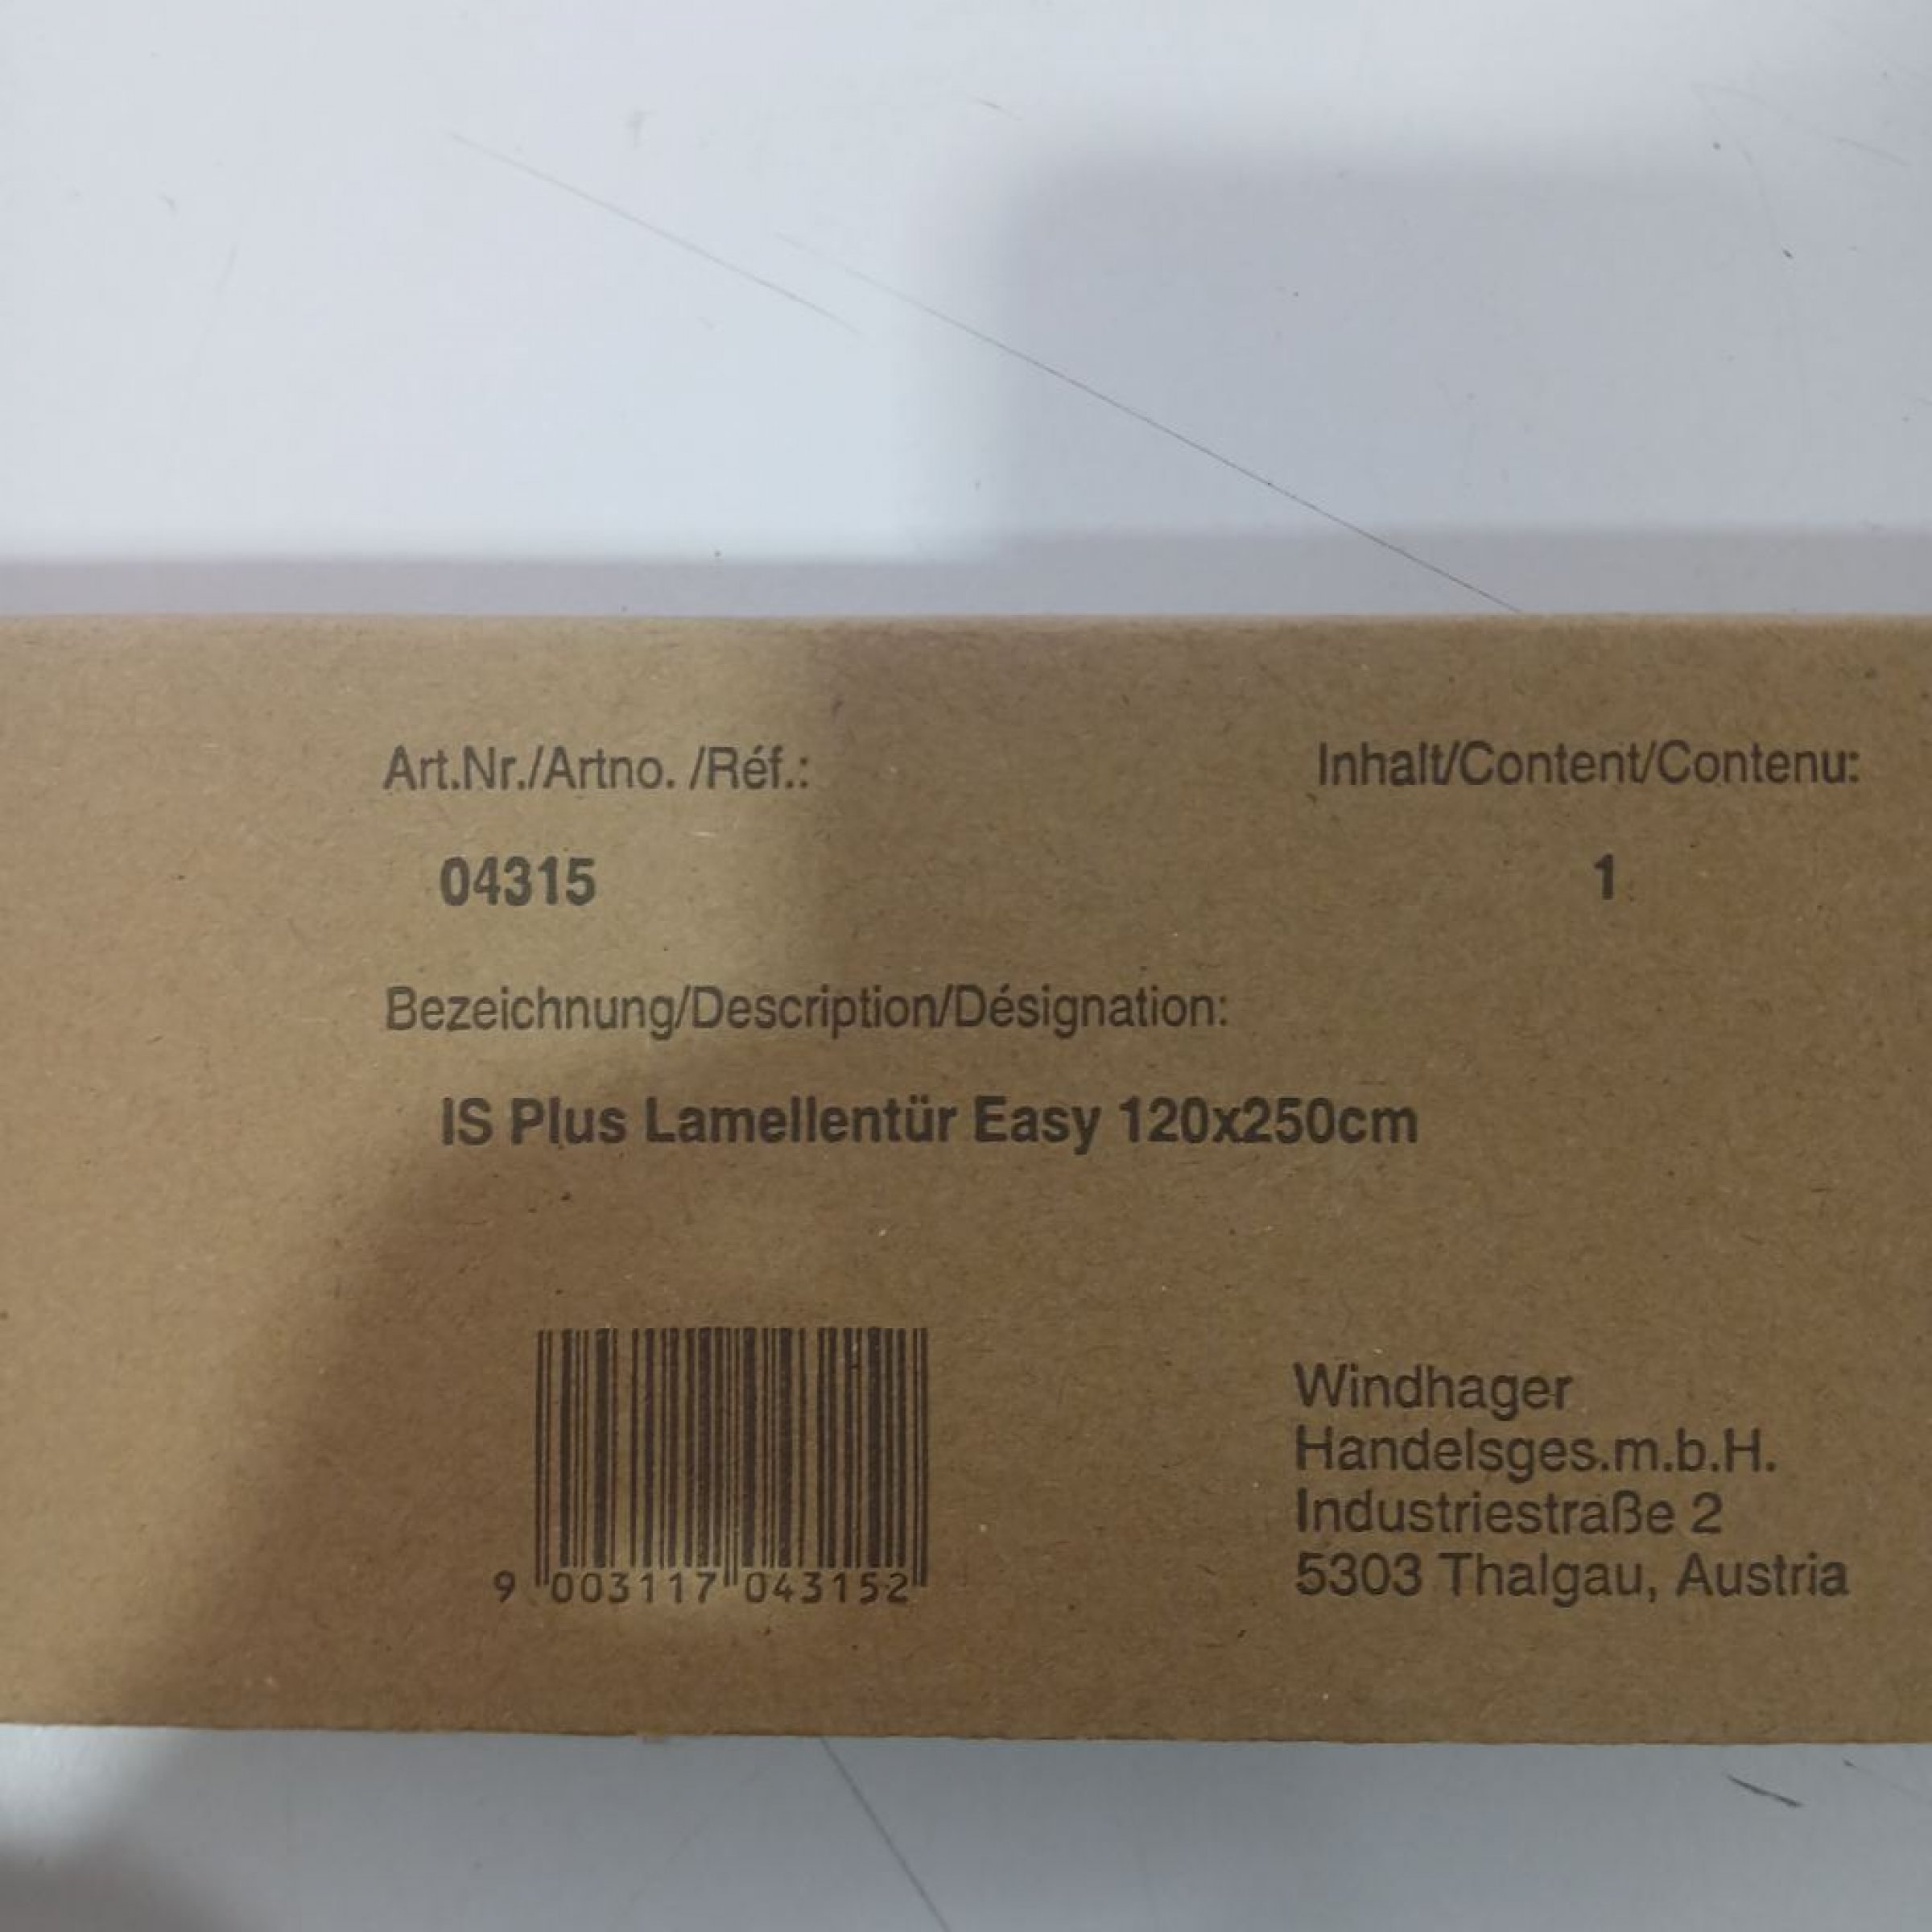 Art.Nr./Artno. /Réf.:
Inhalt/Content/Contenu:
04315
1
Bezeichnung/Description/Désignation:
IS Plus Lamellentür Easy 120x250cm
9 003117 043152
Windhager
Handelsges.m.b.H.
Industriestraße 2
5303 Thalgau, Austria